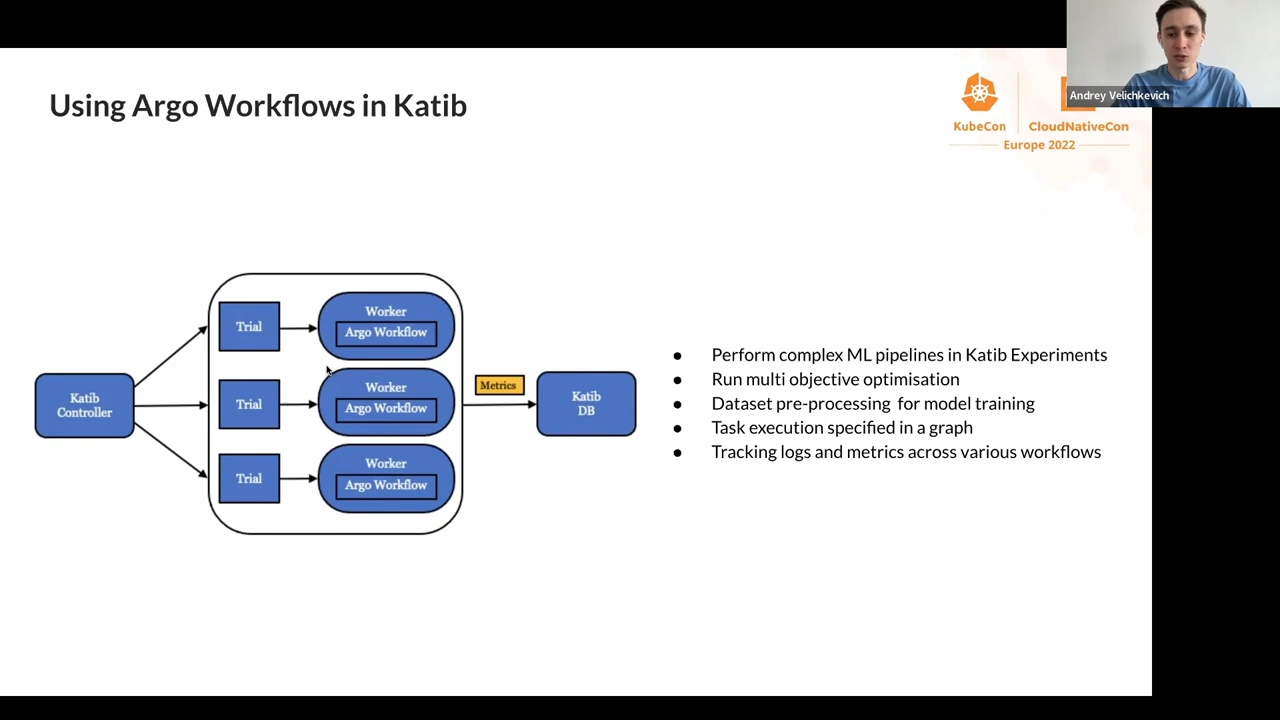 Using Argo Workflows in Katib
Andrey Velichkevich
KubeCon
CloudNativeCon
Europe 2022
Katib
Controller
Trial
Trial
Trial
Worker
Argo Workflow
Worker
Argo Workflow
Worker
Argo Workflow
Metrics
Katib
DB
● Perform complex ML pipelines in Katib Experiments
● Run multi objective optimisation
● Dataset pre-processing for model training
● Task execution specified in a graph
● Tracking logs and metrics across various workflows